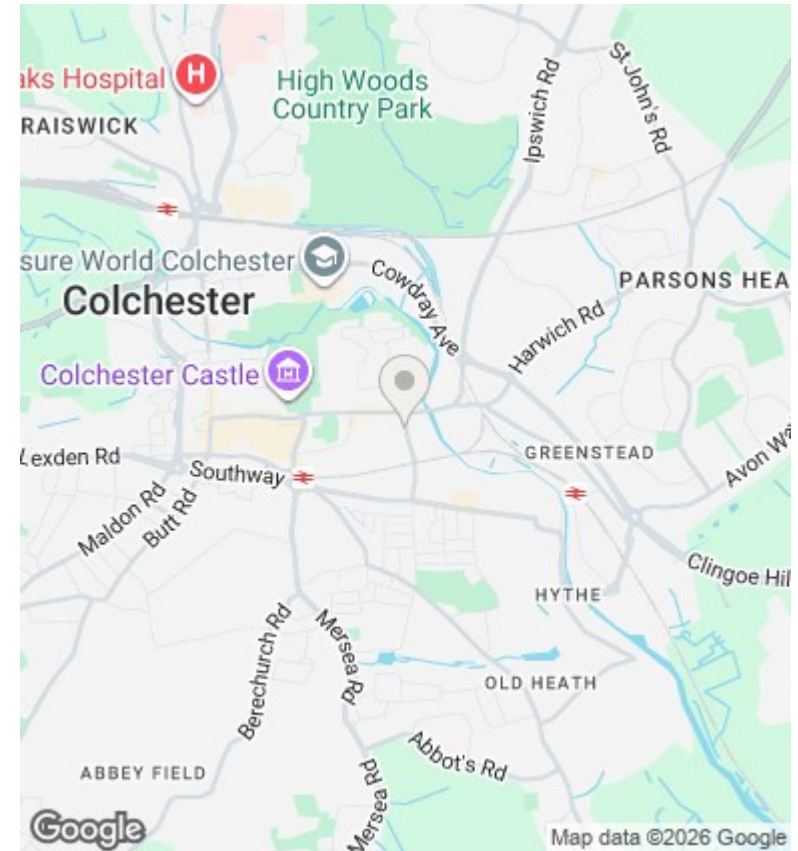 aks Hospital
H
High Woods
Country Park
RAISWICK
Ipswich Rd
St John's Rd
sure World Colchester
Colchester
Cowdray Ave
PARSONS HEA
Harwich Rd
Colchester Castle
Lexden Rd
Southway
GREENSTEAD
Avon Wa
Maldon Rd
Butt Rd
Clingoe Hil
HYTHE
Berechurch Rd
Mersea Rd
OLD HEATH
Abbot's Rd
ABBEY FIELD
Mersea Rd
Google
Map data ©2026 Google